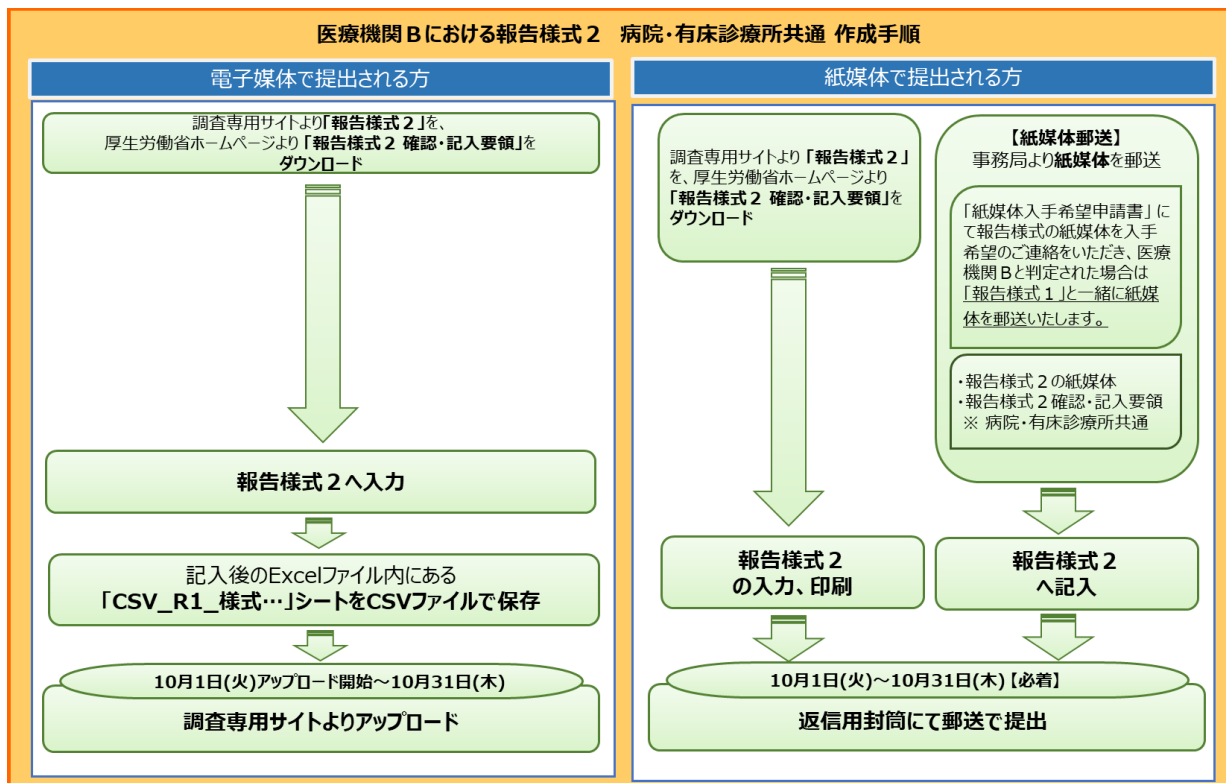 医療機関Bにおける報告様式2　病院・有床診療所共通 作成手順
電子媒体で提出される方
調査専用サイトより「報告様式2」を、
厚生労働省ホームページより「報告様式2 確認・記入要領」を
ダウンロード
報告様式2へ入力
記入後のExcelファイル内にある
「CSV_R1_様式…」シートをCSVファイルで保存
10月1日(火)アップロード開始～10月31日(木)
調査専用サイトよりアップロード
紙媒体で提出される方
調査専用サイトより「報告様式2」
を、厚生労働省ホームページより
「報告様式2 確認・記入要領」を
ダウンロード
報告様式2
の入力、印刷
【紙媒体郵送】
事務局より紙媒体を郵送
「紙媒体入手希望申請書」に
て報告様式の紙媒体を入手
希望のご連絡をいただき、医療
機関Bと判定された場合は
「報告様式1」と一緒に紙媒
体を郵送いたします。
・報告様式2の紙媒体
・報告様式2確認・記入要領
※ 病院・有床診療所共通
報告様式2
へ記入
10月1日(火)～10月31日(木)【必着】
返信用封筒にて郵送で提出